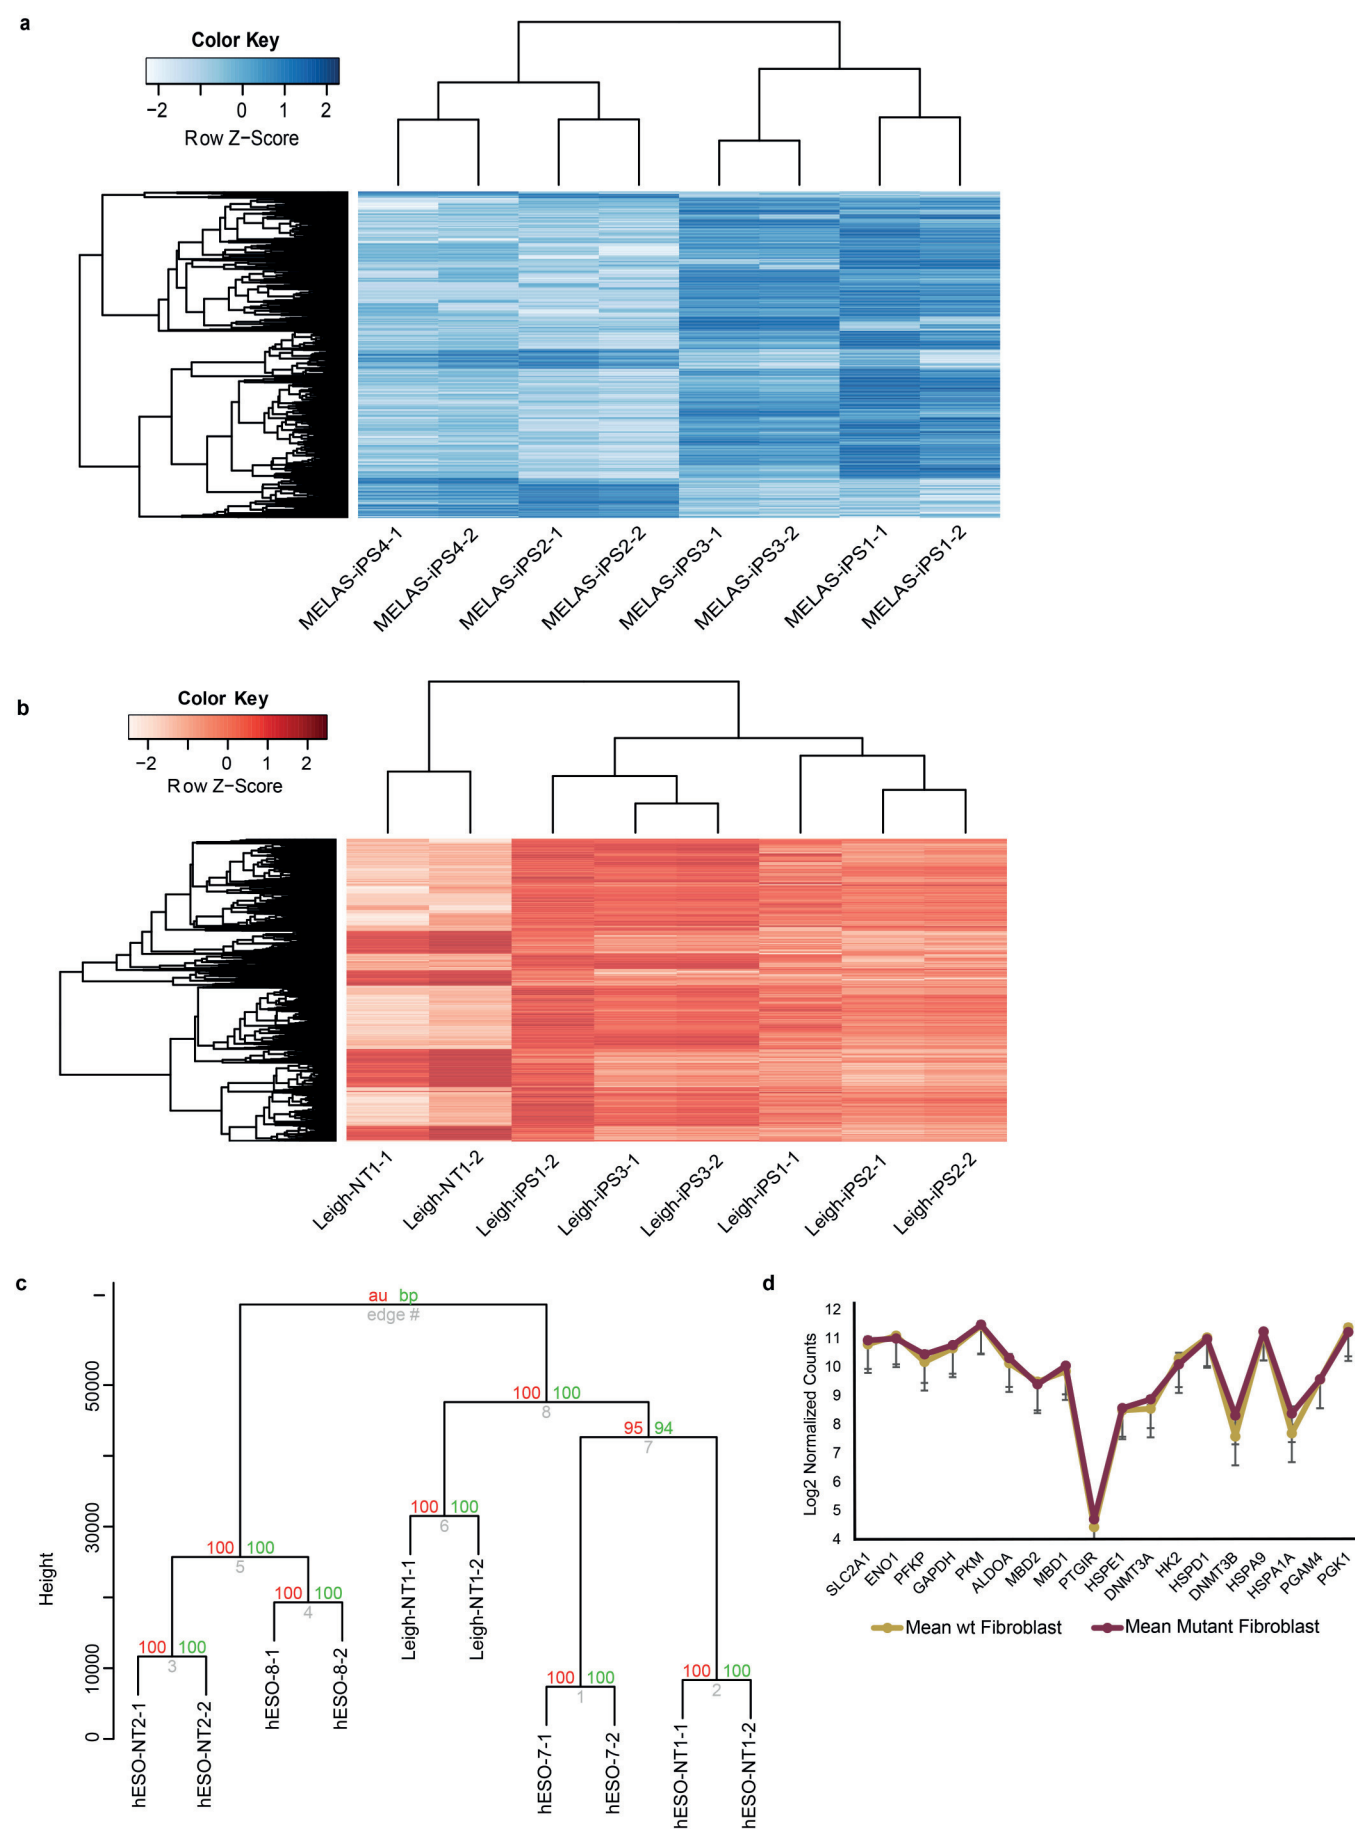 a
Color Key
−2 0 1 2
Row Z−Score
MELAS-iPS4-1
MELAS-iPS4-2
MELAS-iPS2-1
MELAS-iPS2-2
MELAS-iPS3-1
MELAS-iPS3-2
MELAS-iPS1-1
MELAS-iPS1-2
b
Color Key
−2 0 1 2
Row Z−Score
Leigh-NT1-1
Leigh-NT1-2
Leigh-iPS1-2
Leigh-iPS3-1
Leigh-iPS3-2
Leigh-iPS1-1
Leigh-iPS2-1
Leigh-iPS2-2
c
Height
50000
30000
10000
0
au bp
edge #
100 100
8
95 94
7
100 100
6
100 100
5
100 100
4
100 100
3
100 100
1
100 100
2
hESO-NT2-1
hESO-NT2-2
hESO-8-1
hESO-8-2
Leigh-NT1-1
Leigh-NT1-2
hESO-7-1
hESO-7-2
hESO-NT1-1
hESO-NT1-2
d
Log2 Normalized Counts
12
11
10
9
8
7
6
5
4
SLC2A1
ENO1
PFKP
GAPDH
PKM
ALDOA
MBD2
MBD1
PTGIR
HSPE1
DNMT3A
HK2
HSPD1
DNMT3B
HSPA9
HSPA1A
PGAM4
PGK1
Mean wt Fibroblast
Mean Mutant Fibroblast